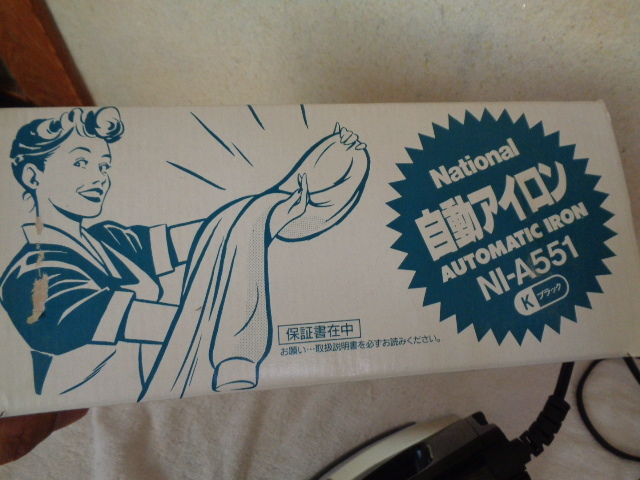 National
自動アイロン
AUTOMATIC IRON
NI-A551
K ブラック
保証書在中
お願い…取扱説明書を必ずお読みください。